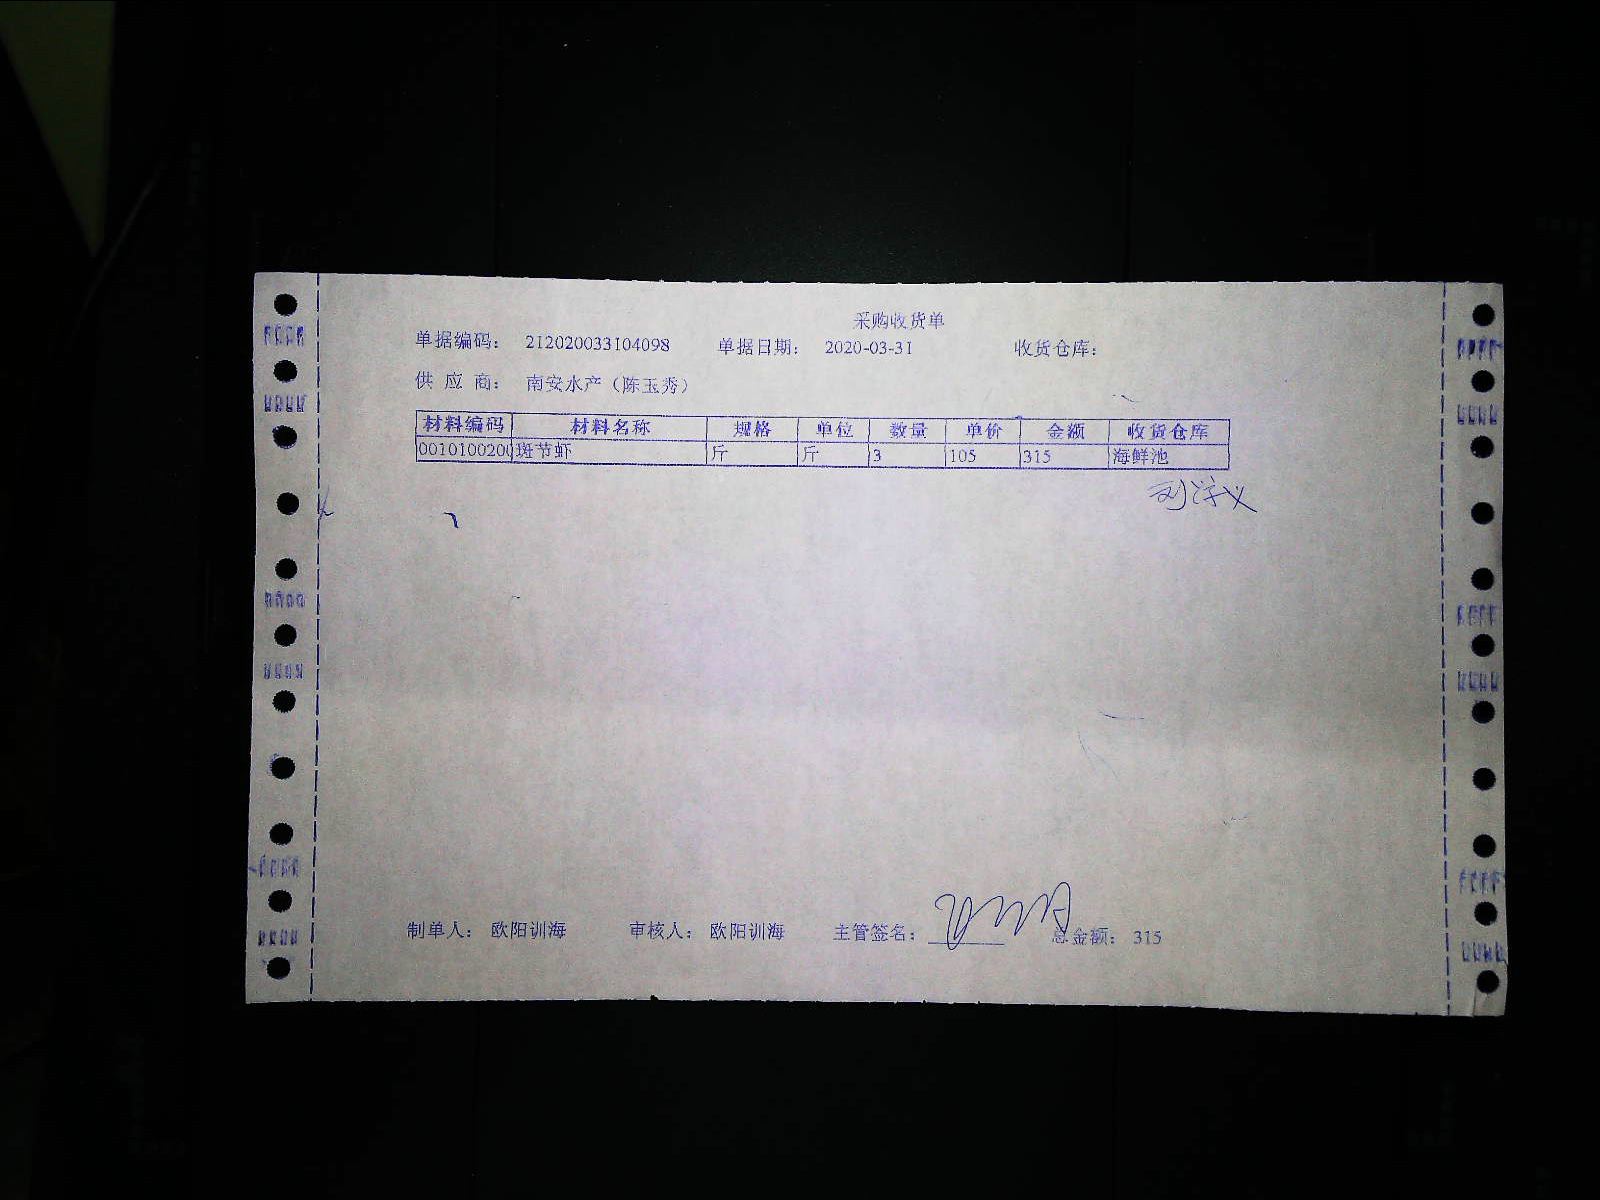 采购收货单
单据编码： 212020033104098 单据日期： 2020-03-31 收货仓库：
供 应 商： 南安水产（陈玉秀）
材料编码 材料名称 规格 单位 数量 单价 金额 收货仓库
0010100200 斑节虾 斤 斤 3 105 315 海鲜池
制单人： 欧阳训海 审核人： 欧阳训海 主管签名： 总金额： 315